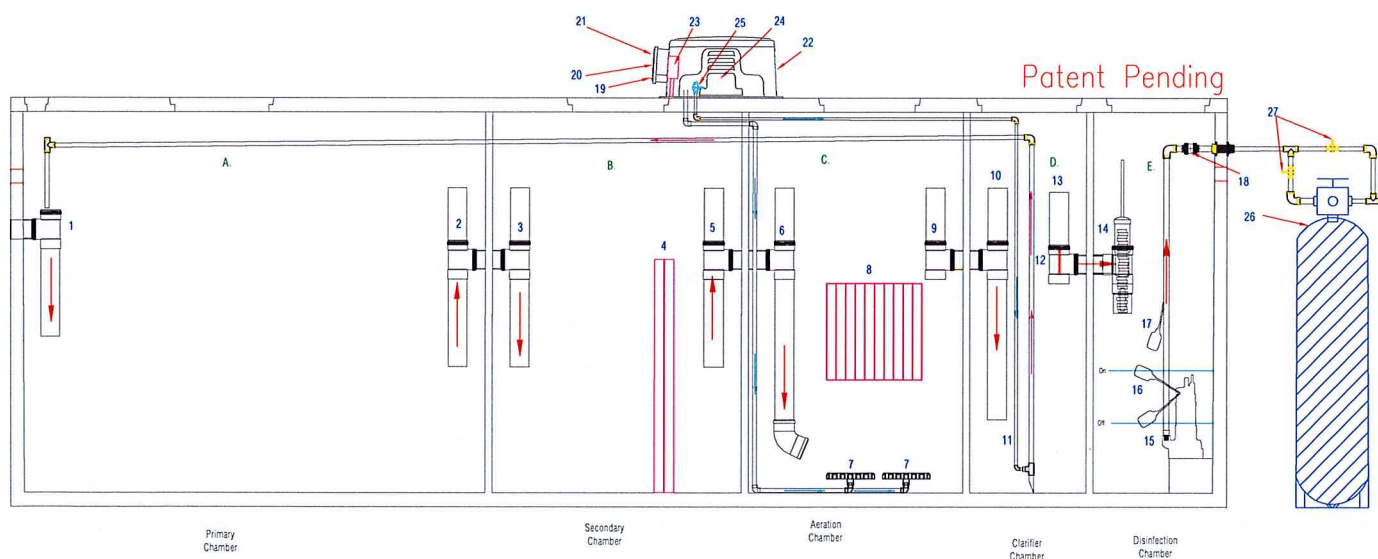 21
23
25
24
20
22
19
Patent Pending
27
A.
B.
C.
D.
E.
18
10
13
1
2
3
5
6
9
14
26
4
12
8
17
On
16
Off
11
15
7
7
Primary
Chamber
Secondary
Chamber
Aeration
Chamber
Clarifier
Chamber
Disinfection
Chamber